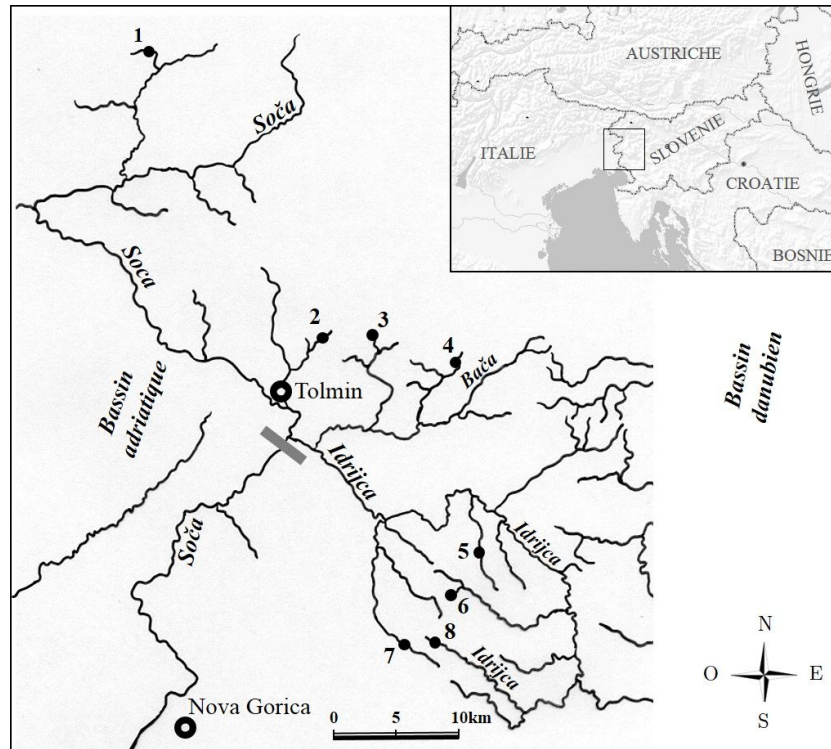 1
Soča
AUTRICHE
HONGRIE
ITALIE
SLOVENIE
CROATIE
BOSNIE
Soča
2
3
4
Bača
Tolmin
Bassin
adriatique
Bassin
danubien
Idrijca
Soča
5
Idrijca
6
7
8
Idrijca
N
O
E
S
Nova Gorica
0
5
10km